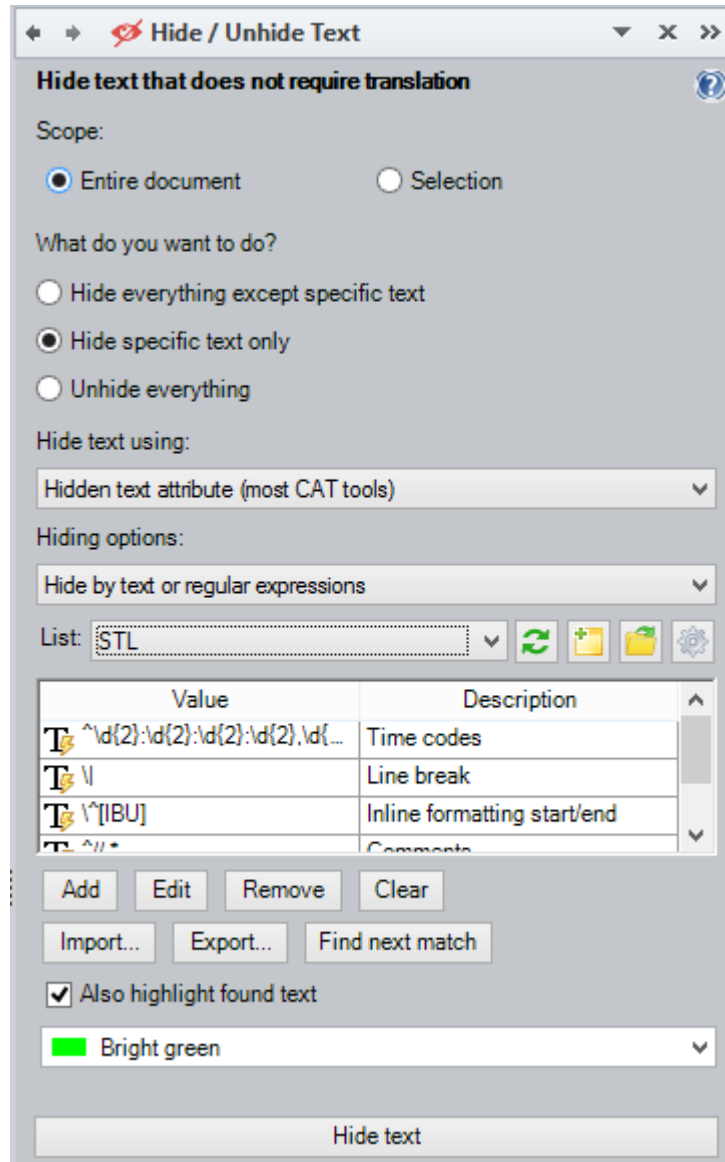 Hide / Unhide Text
Hide text that does not require translation
Scope:
Entire document Selection
What do you want to do?
Hide everything except specific text
Hide specific text only
Unhide everything
Hide text using:
Hidden text attribute (most CAT tools)
Hiding options:
Hide by text or regular expressions
List: STL
Value Description
^\d{2}:\d{2}:\d{2}:\d{2},\d{... Time codes
\| Line break
\^[IBU] Inline formatting start/end
^//.* Comments
Add Edit Remove Clear
Import... Export... Find next match
Also highlight found text
Bright green
Hide text